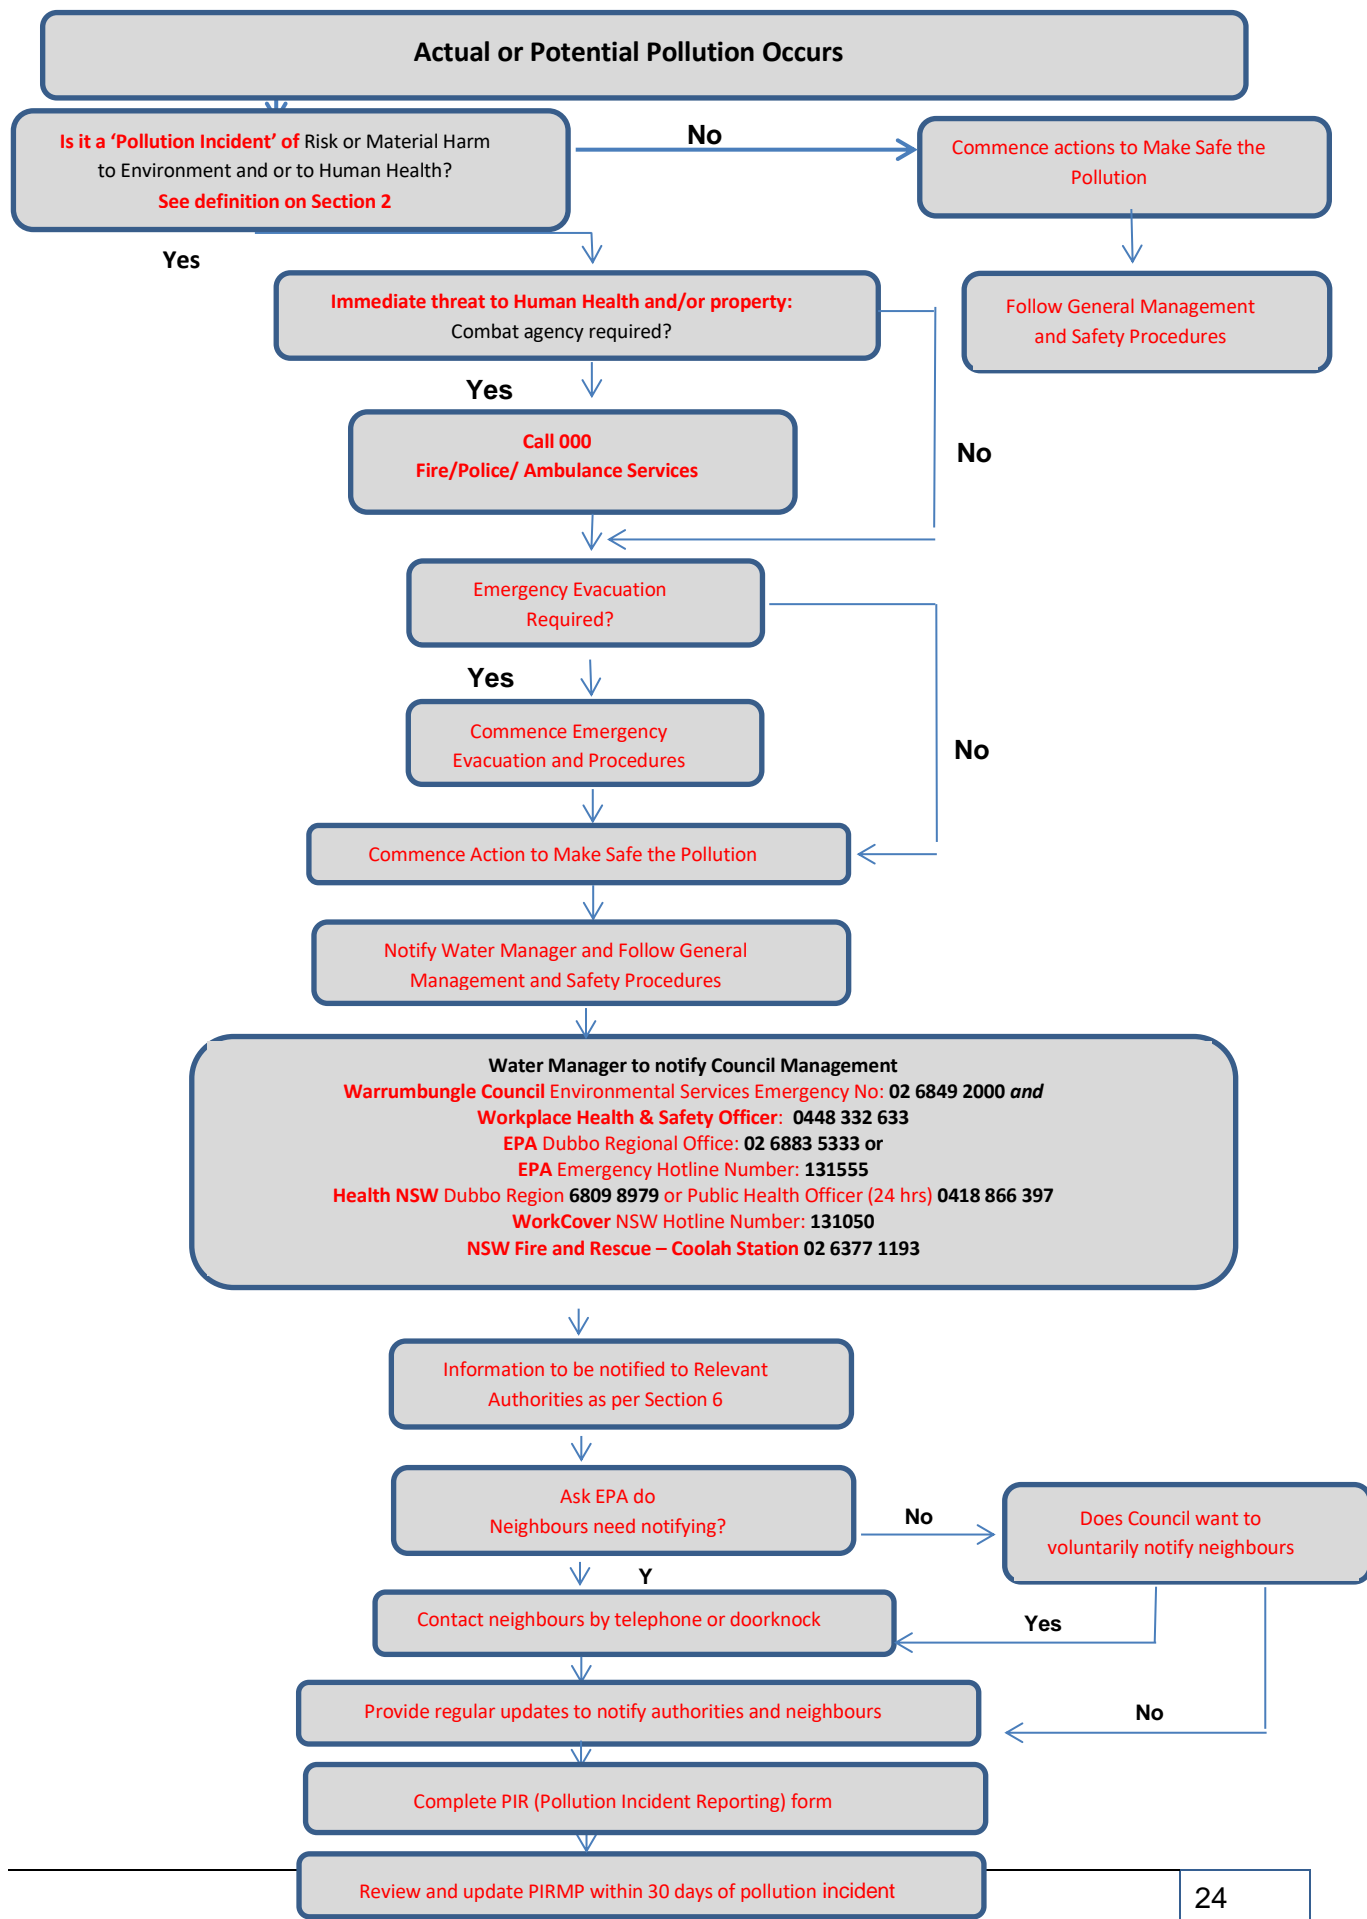 Actual or Potential Pollution Occurs
Is it a ‘Pollution Incident’ of Risk or Material Harm
to Environment and or to Human Health?
See definition on Section 2
No
Commence actions to Make Safe the
Pollution
Yes
Immediate threat to Human Health and/or property:
Combat agency required?
Follow General Management
and Safety Procedures
Yes
Call 000
Fire/Police/ Ambulance Services
No
Emergency Evacuation
Required?
Yes
Commence Emergency
Evacuation and Procedures
No
Commence Action to Make Safe the Pollution
Notify Water Manager and Follow General
Management and Safety Procedures
Water Manager to notify Council Management
Warrumbungle Council Environmental Services Emergency No: 02 6849 2000 and
Workplace Health & Safety Officer: 0448 332 633
EPA Dubbo Regional Office: 02 6883 5333 or
EPA Emergency Hotline Number: 131555
Health NSW Dubbo Region 6809 8979 or Public Health Officer (24 hrs) 0418 866 397
WorkCover NSW Hotline Number: 131050
NSW Fire and Rescue – Coolah Station 02 6377 1193
Information to be notified to Relevant
Authorities as per Section 6
Ask EPA do
Neighbours need notifying?
No
Does Council want to
voluntarily notify neighbours
Y
Contact neighbours by telephone or doorknock
Yes
Provide regular updates to notify authorities and neighbours
No
Complete PIR (Pollution Incident Reporting) form
Review and update PIRMP within 30 days of pollution incident
24